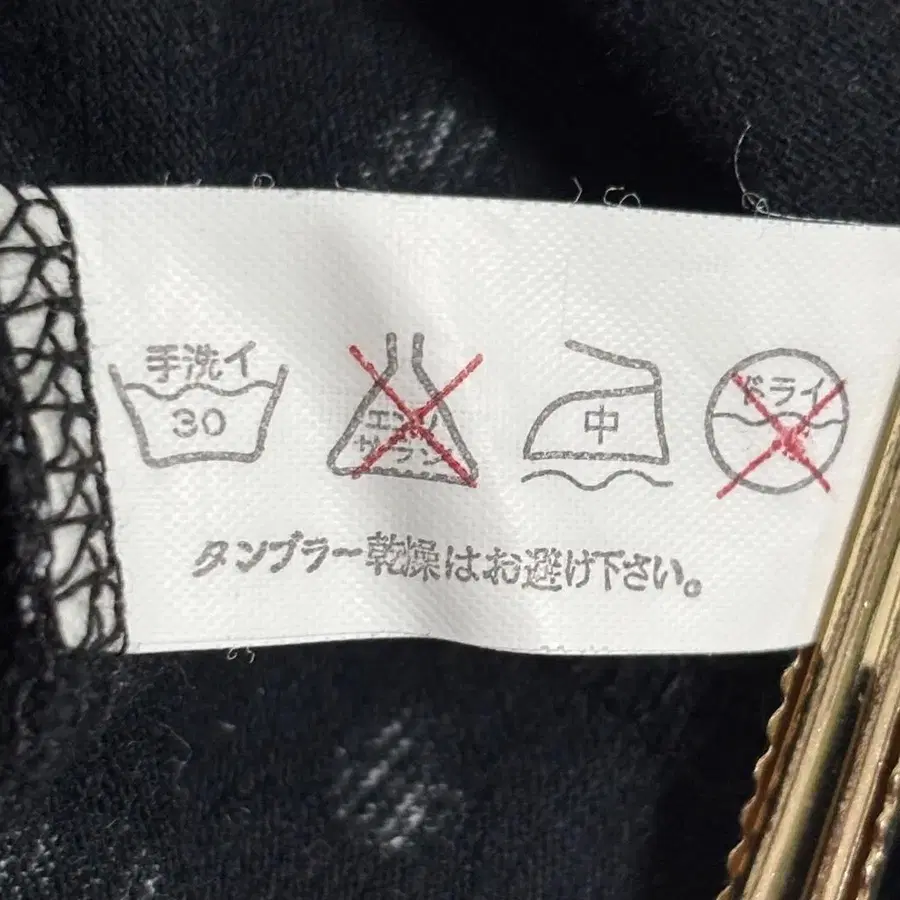 手洗イ
30
エンソ
サラシ
中
ドライ
タンブラー乾燥はお避け下さい。